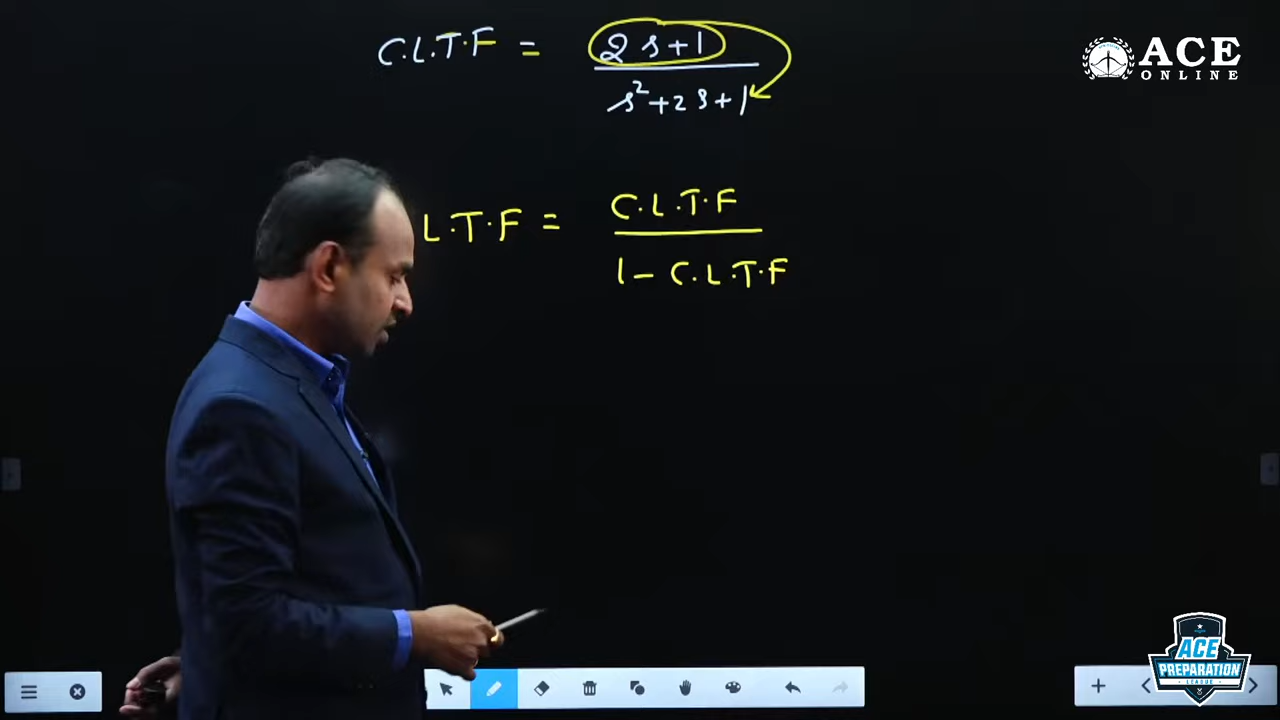 C.L.T.F = 2s+1 / s²+2s+1
L.T.F = C.L.T.F / 1 - C.L.T.F
ACE
ONLINE
ACE
PREPARATION
LEAGUE